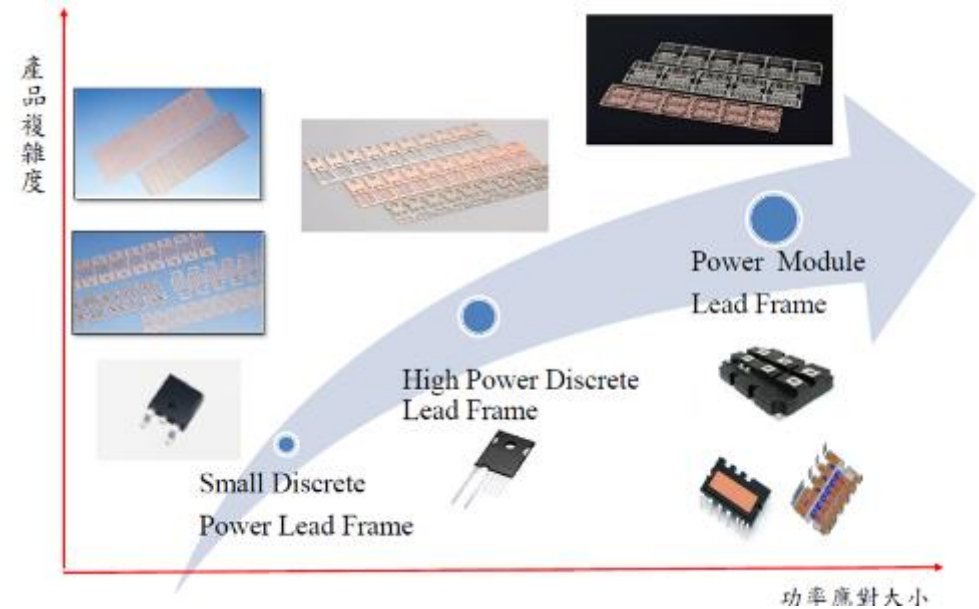 產品複雜度
Power Module
Lead Frame
High Power Discrete
Lead Frame
Small Discrete
Power Lead Frame
功率應對大小